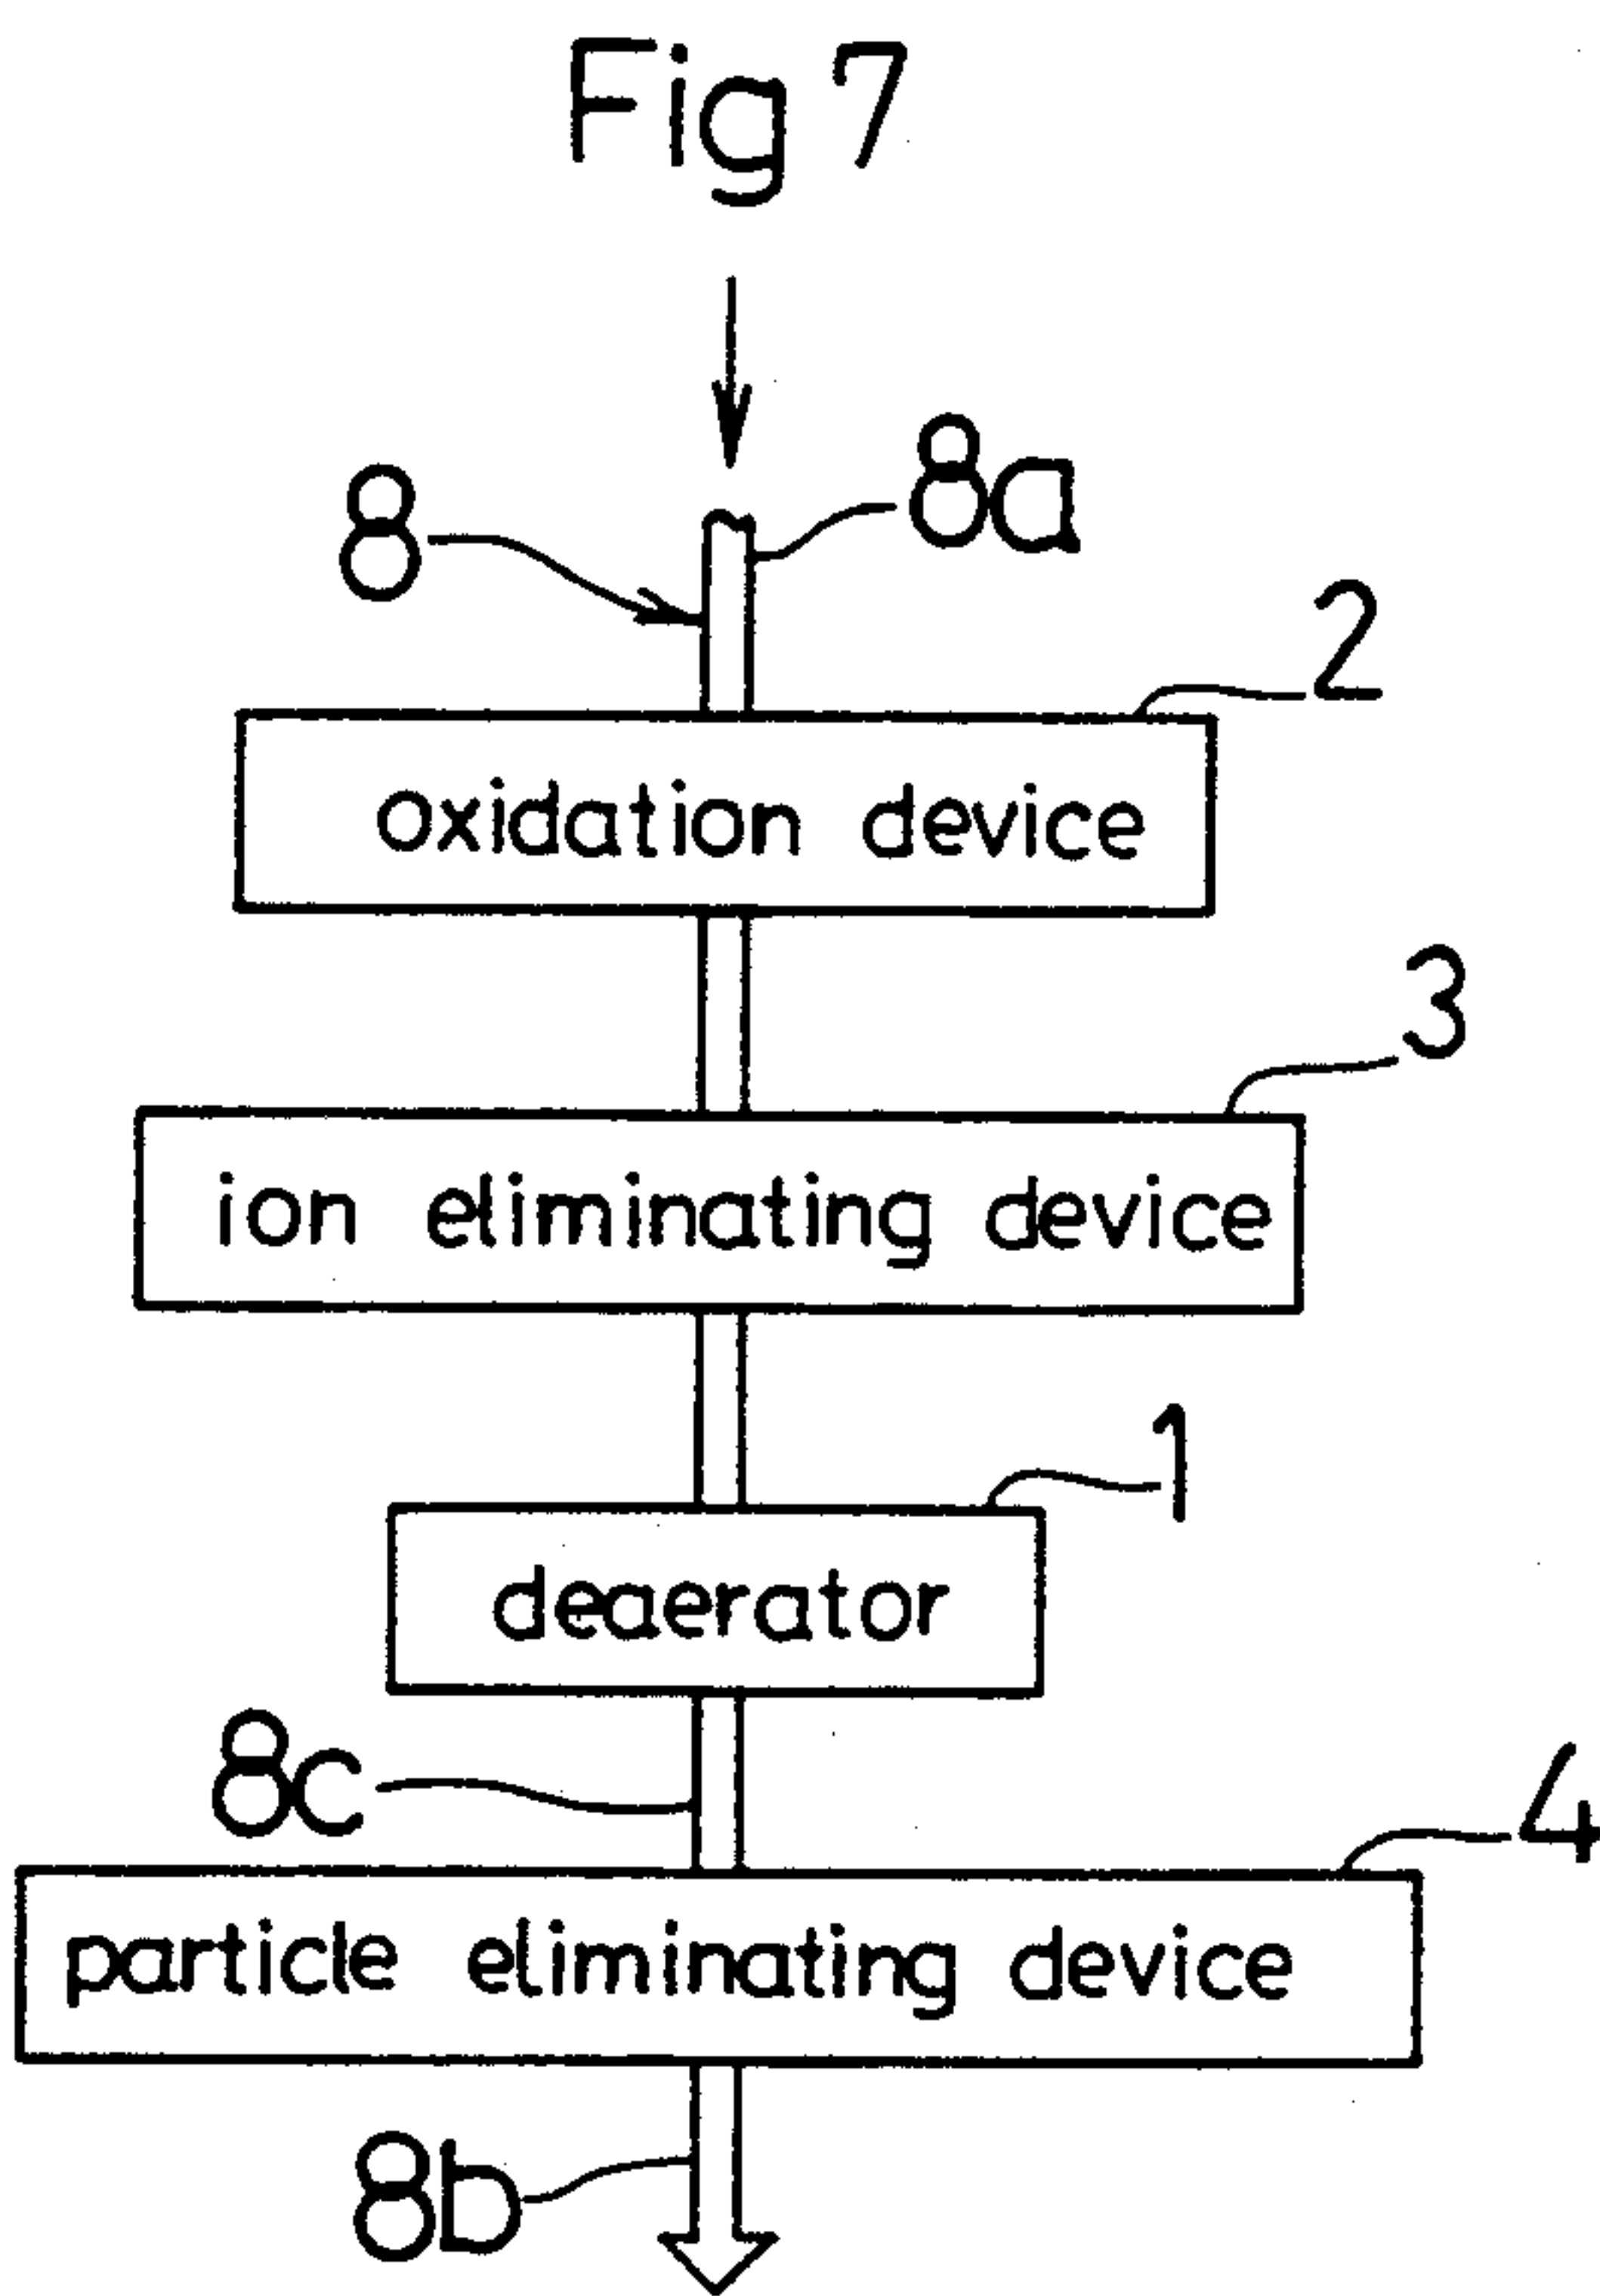 Fig 7
8a
8
2
oxidation device
3
ion eliminating device
1
deaerator
8c
4
particle eliminating device
8b